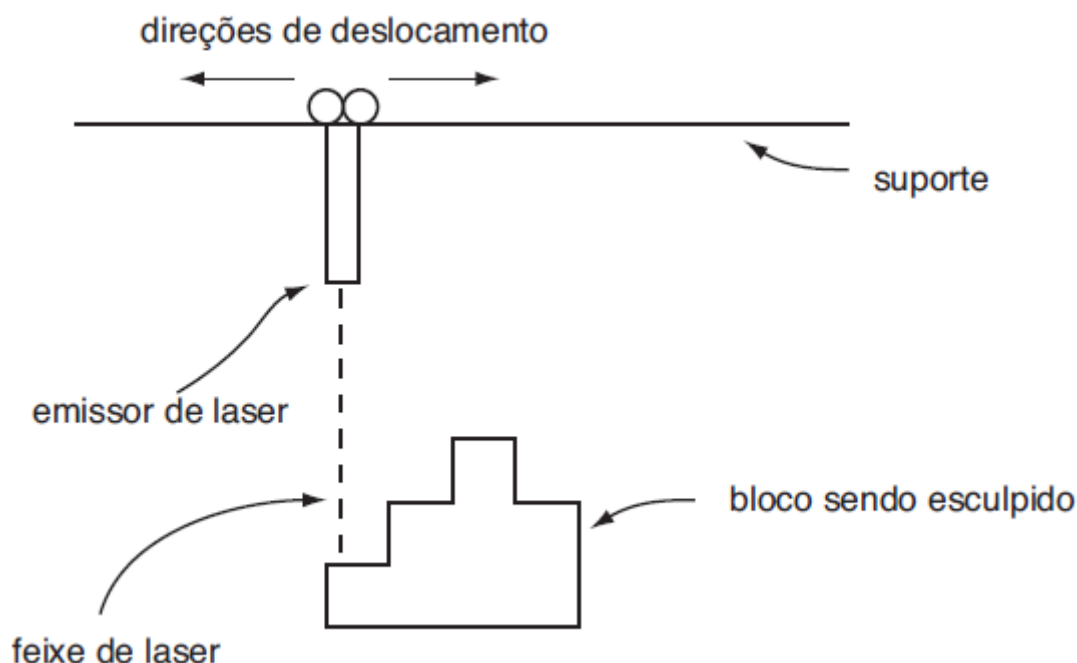 direções de deslocamento
suporte
emissor de laser
bloco sendo esculpido
feixe de laser